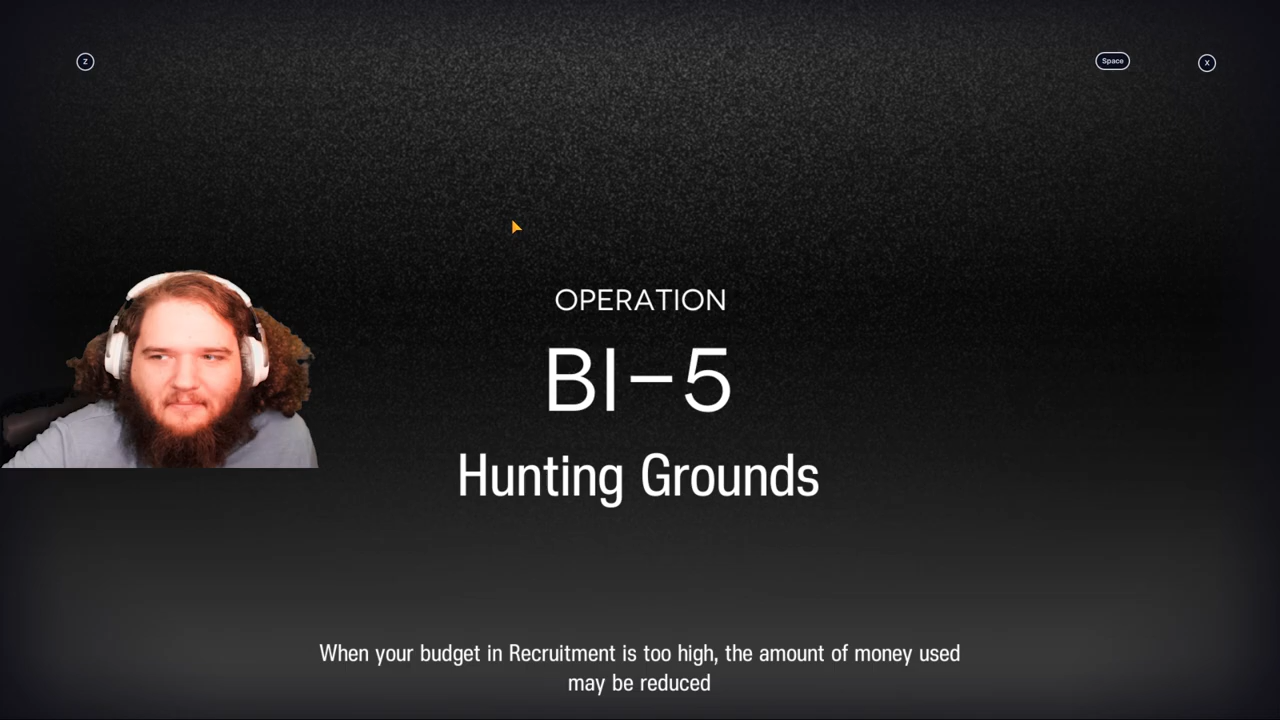 Z
Space
X
OPERATION
BI-5
Hunting Grounds
When your budget in Recruitment is too high, the amount of money used
may be reduced